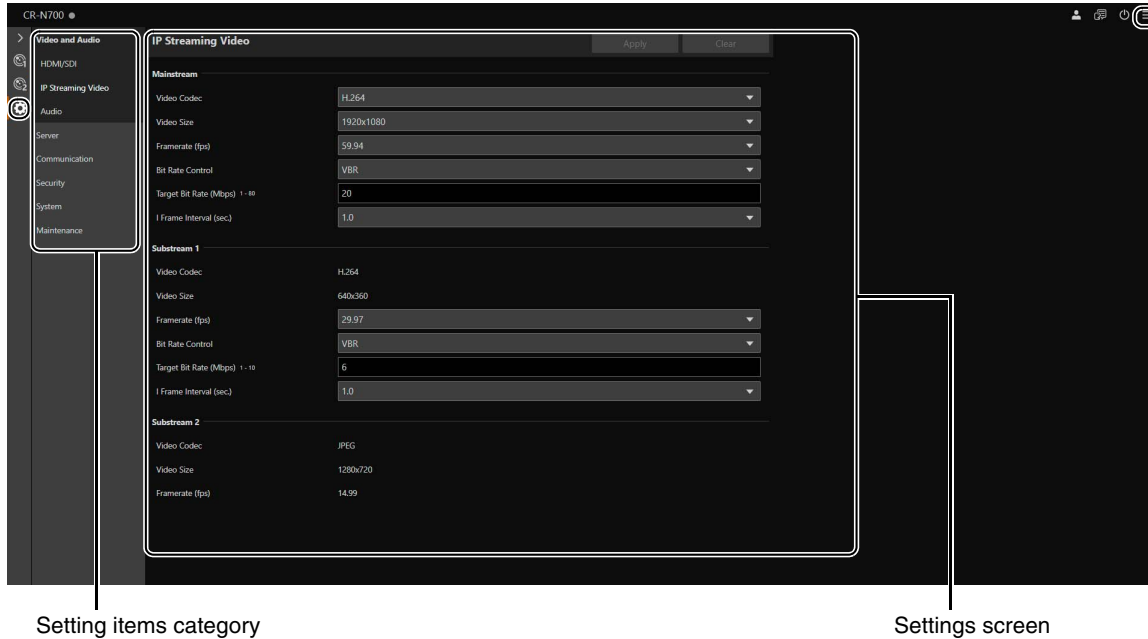 CR-N700
Video and Audio
HDMI/SDI
IP Streaming Video
Audio
Server
Communication
Security
System
Maintenance
1
2
IP Streaming Video Apply Clear
Mainstream
Video Codec H.264
Video Size 1920x1080
Framerate (fps) 59.94
Bit Rate Control VBR
Target Bit Rate (Mbps) 1 - 80 20
I Frame Interval (sec.) 1.0
Substream 1
Video Codec H.264
Video Size 640x360
Framerate (fps) 29.97
Bit Rate Control VBR
Target Bit Rate (Mbps) 1 - 10 6
I Frame Interval (sec.) 1.0
Substream 2
Video Codec JPEG
Video Size 1280x720
Framerate (fps) 14.99
Setting items category Settings screen